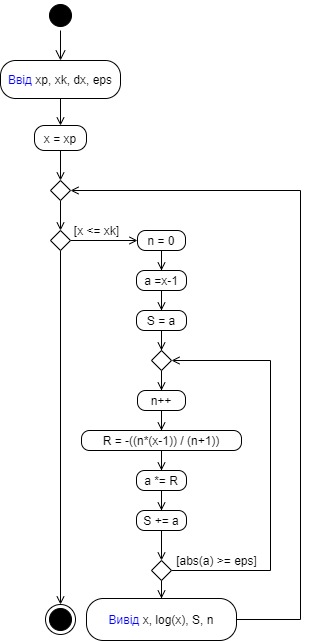 Ввід xp, xk, dx, eps
x = xp
[x <= xk]
n = 0
a =x-1
S = a
n++
R = -((n*(x-1)) / (n+1))
a *= R
S += a
[abs(a) >= eps]
Вивід x, log(x), S, n